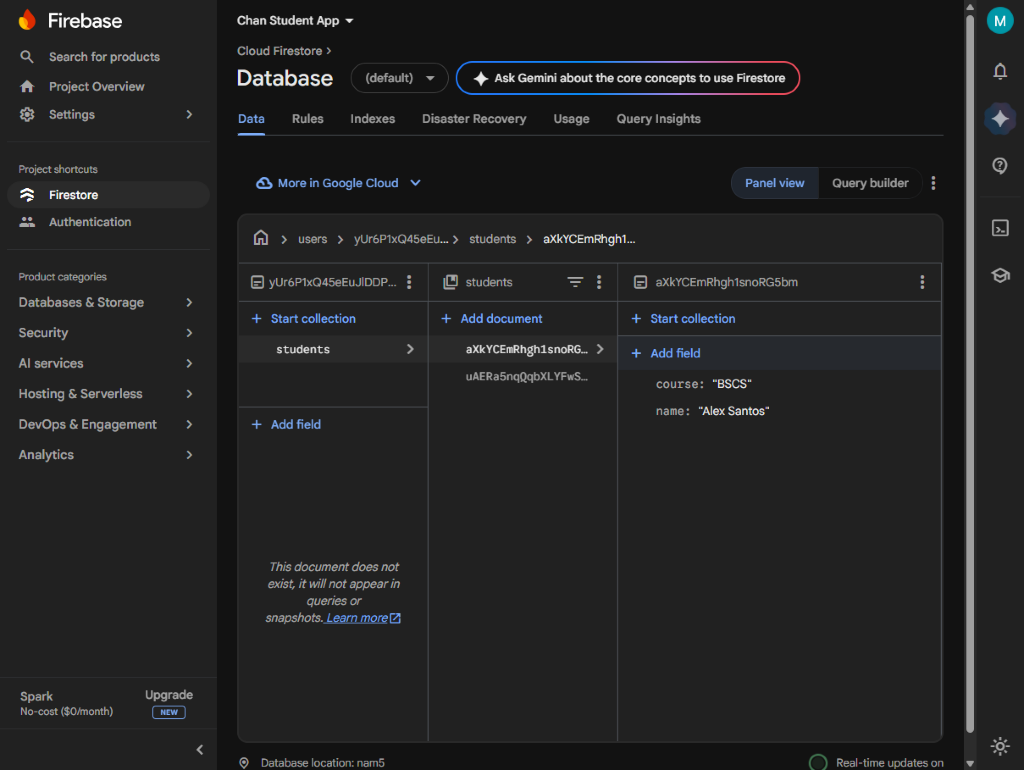 Firebase
Search for products
Project Overview
Settings
Project shortcuts
Firestore
Authentication
Product categories
Databases & Storage
Security
AI services
Hosting & Serverless
DevOps & Engagement
Analytics
Spark
No-cost ($0/month)
Upgrade
NEW
Chan Student App
Cloud Firestore
Database
(default)
Ask Gemini about the core concepts to use Firestore
Data Rules Indexes Disaster Recovery Usage Query Insights
More in Google Cloud
Panel view Query builder
users yUr6P1xQ45eEu... students aXkYCEmRhgh1...
yUr6P1xQ45eEuJlDDP...
Start collection
students
Add field
This document does not
exist, it will not appear in
queries or
snapshots. Learn more
students
Add document
aXkYCEmRhgh1snoRG...
uAERa5nqQqbXLYFwS...
aXkYCEmRhgh1snoRG5bm
Start collection
Add field
course: "BSCS"
name: "Alex Santos"
Database location: nam5
Real-time updates on
M